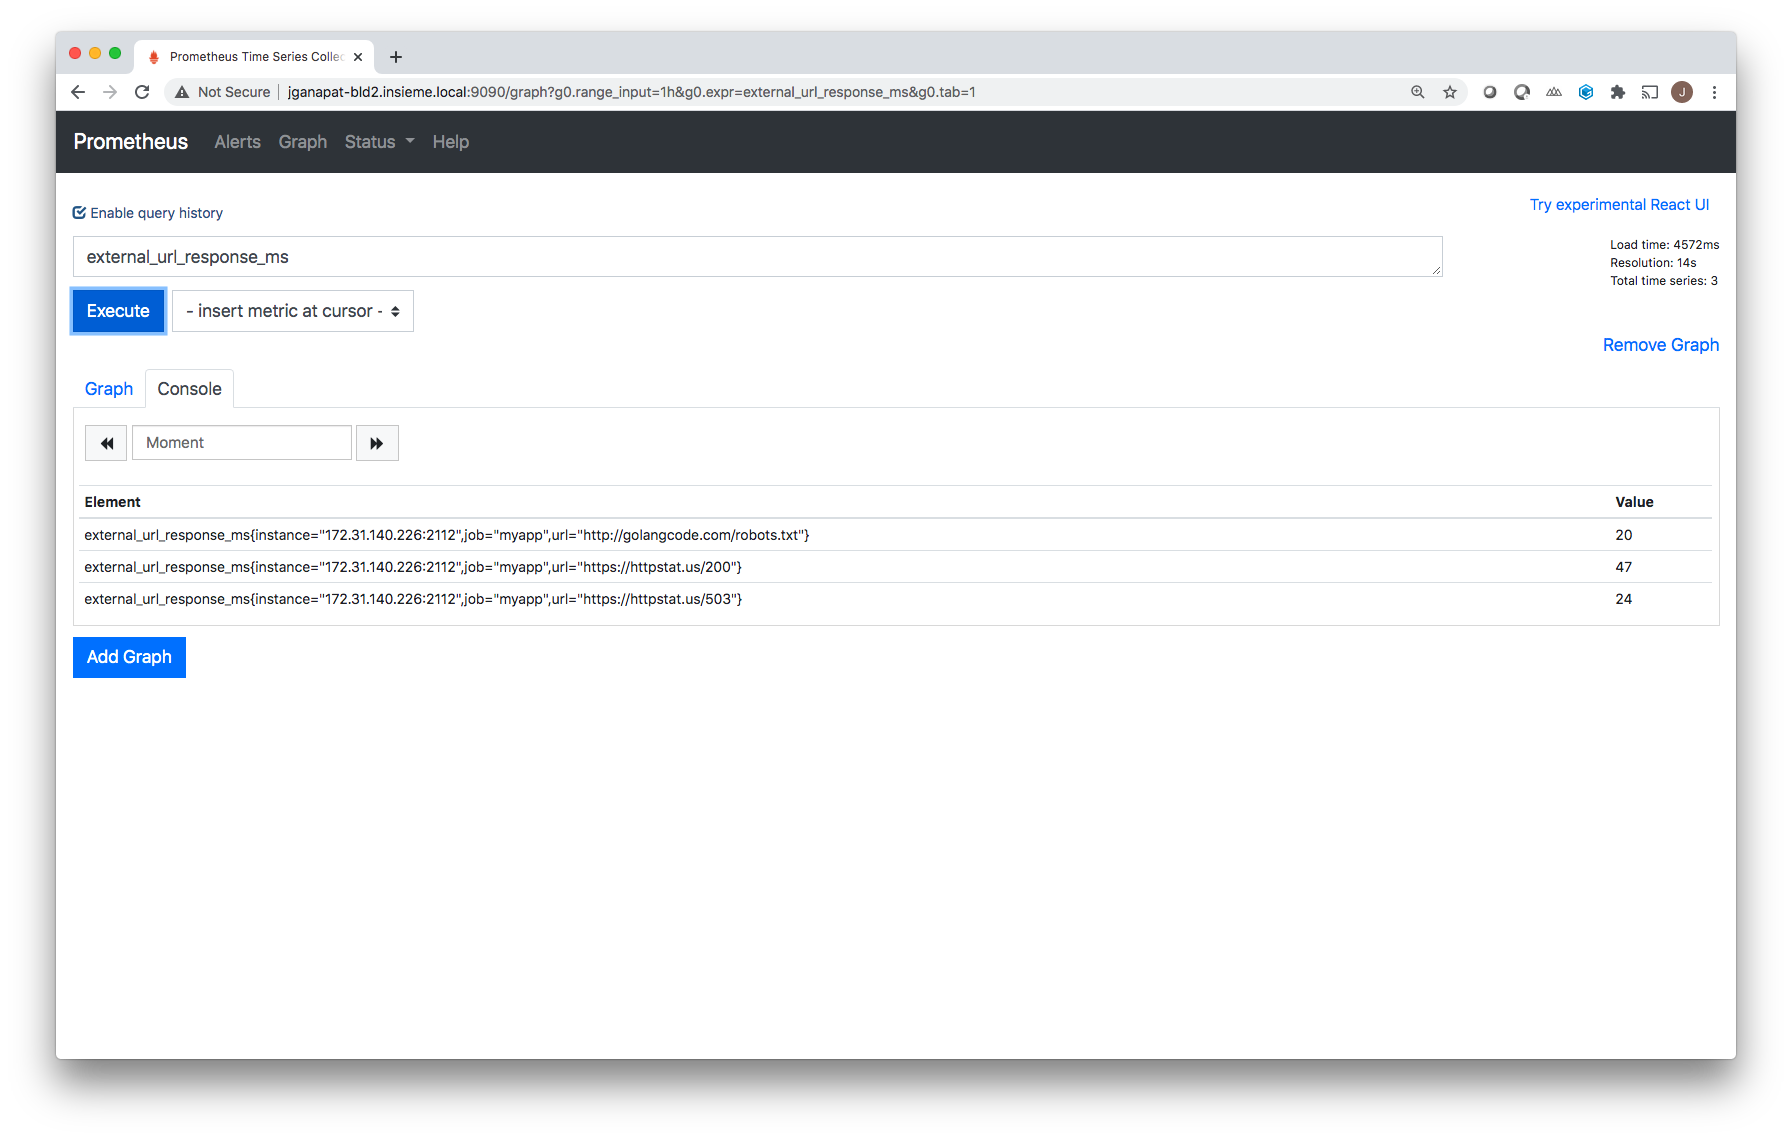 Prometheus Time Series Collec
Not Secure jganapat-bld2.insieme.local:9090/graph?g0.range_input=1h&g0.expr=external_url_response_ms&g0.tab=1
J
Prometheus Alerts Graph Status Help
Enable query history
Try experimental React UI
external_url_response_ms
Load time: 4572ms
Resolution: 14s
Total time series: 3
Execute - insert metric at cursor -
Remove Graph
Graph Console
Moment
Element Value
external_url_response_ms{instance="172.31.140.226:2112",job="myapp",url="http://golangcode.com/robots.txt"} 20
external_url_response_ms{instance="172.31.140.226:2112",job="myapp",url="https://httpstat.us/200"} 47
external_url_response_ms{instance="172.31.140.226:2112",job="myapp",url="https://httpstat.us/503"} 24
Add Graph